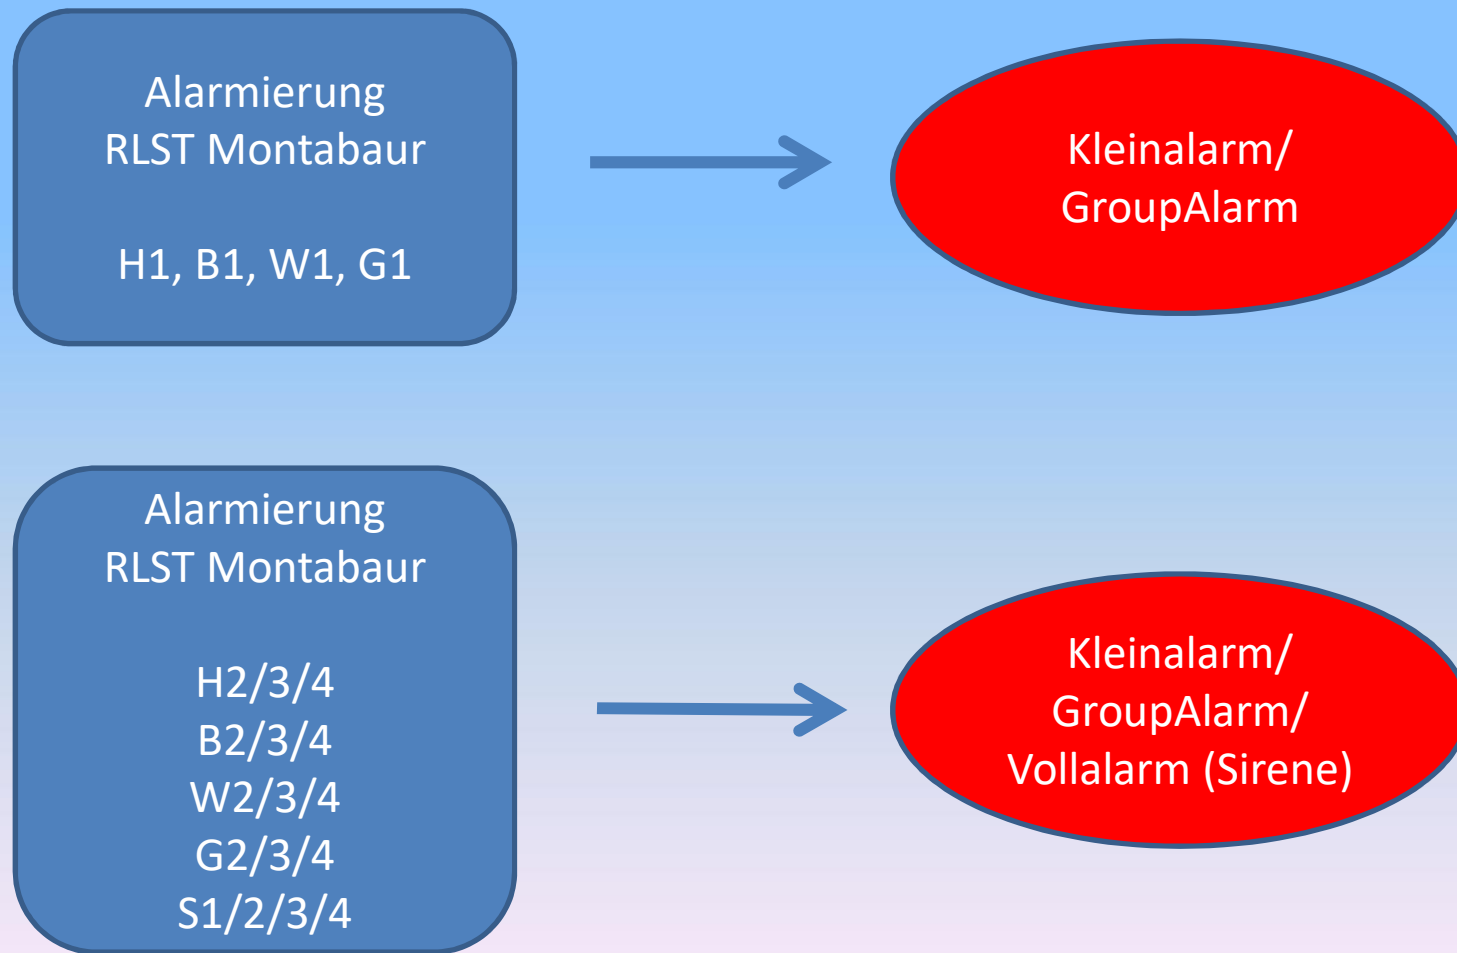 Alarmierung
RLST Montabaur
H1, B1, W1, G1
Kleinalarm/
GroupAlarm
Alarmierung
RLST Montabaur
H2/3/4
B2/3/4
W2/3/4
G2/3/4
S1/2/3/4
Kleinalarm/
GroupAlarm/
Vollalarm (Sirene)